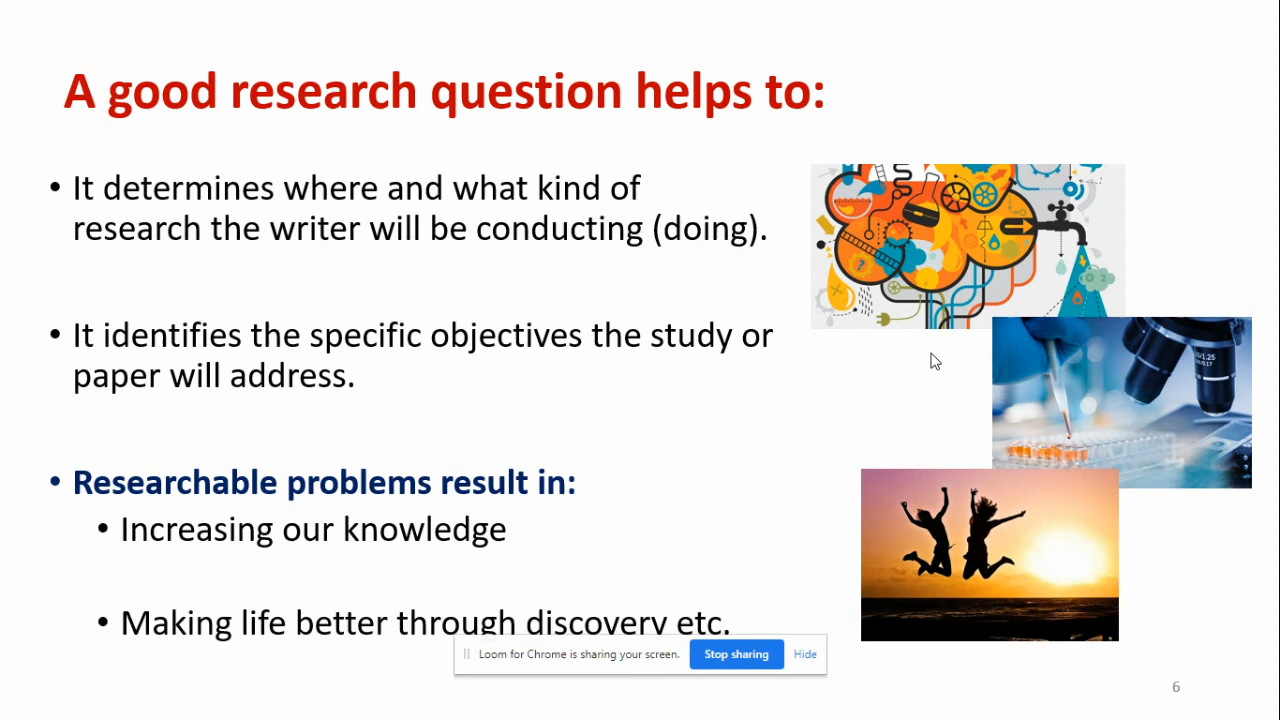 A good research question helps to:
• It determines where and what kind of
research the writer will be conducting (doing).
• It identifies the specific objectives the study or
paper will address.
• Researchable problems result in:
• Increasing our knowledge
• Making life better through discovery etc.
Loom for Chrome is sharing your screen. Stop sharing Hide
6